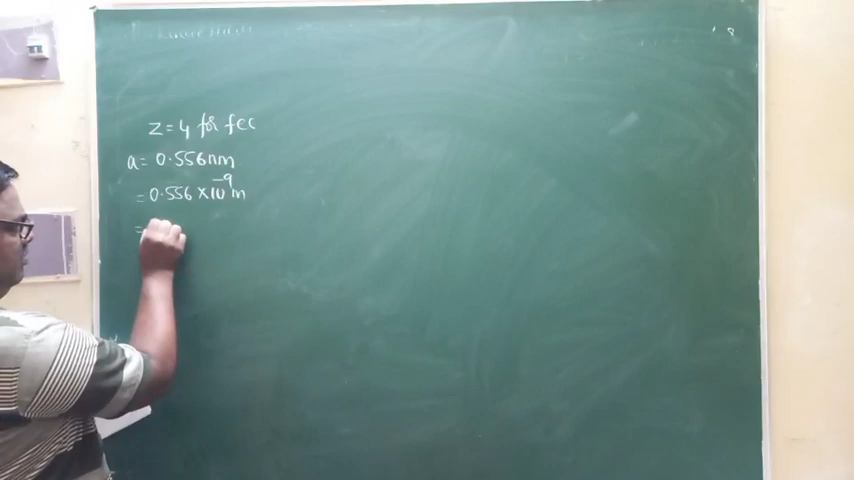 z = 4 for fcc
a = 0.556nm
= 0.556 × 10⁻⁹m
=